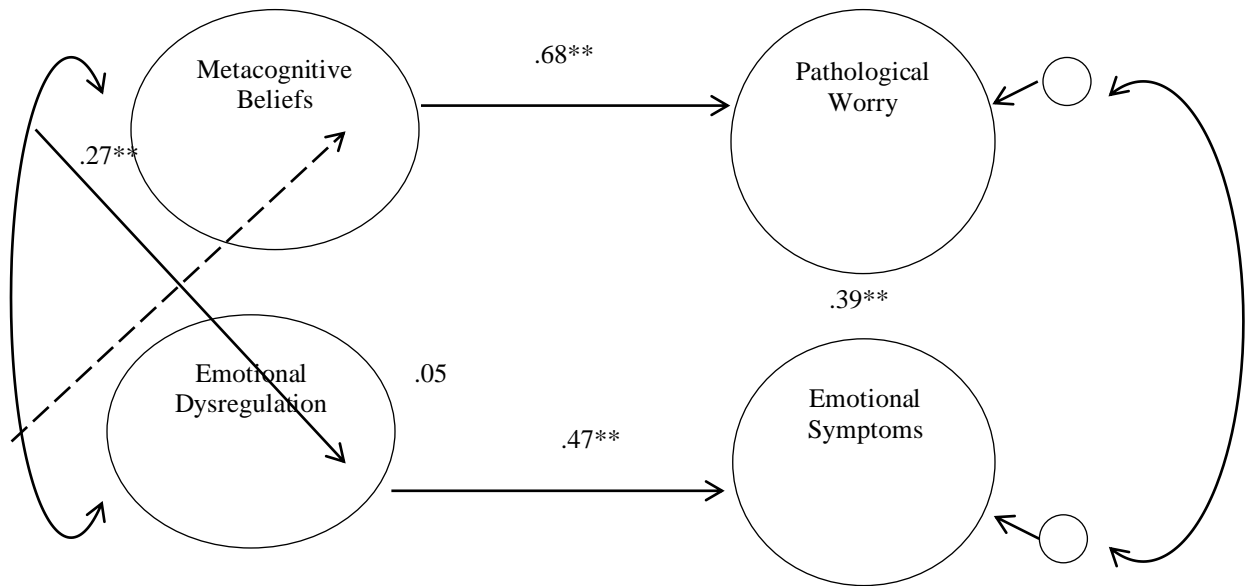 .68**
Metacognitive
Beliefs
Pathological
Worry
.27**
.39**
Emotional
Dysregulation
.05
Emotional
Symptoms
.47**